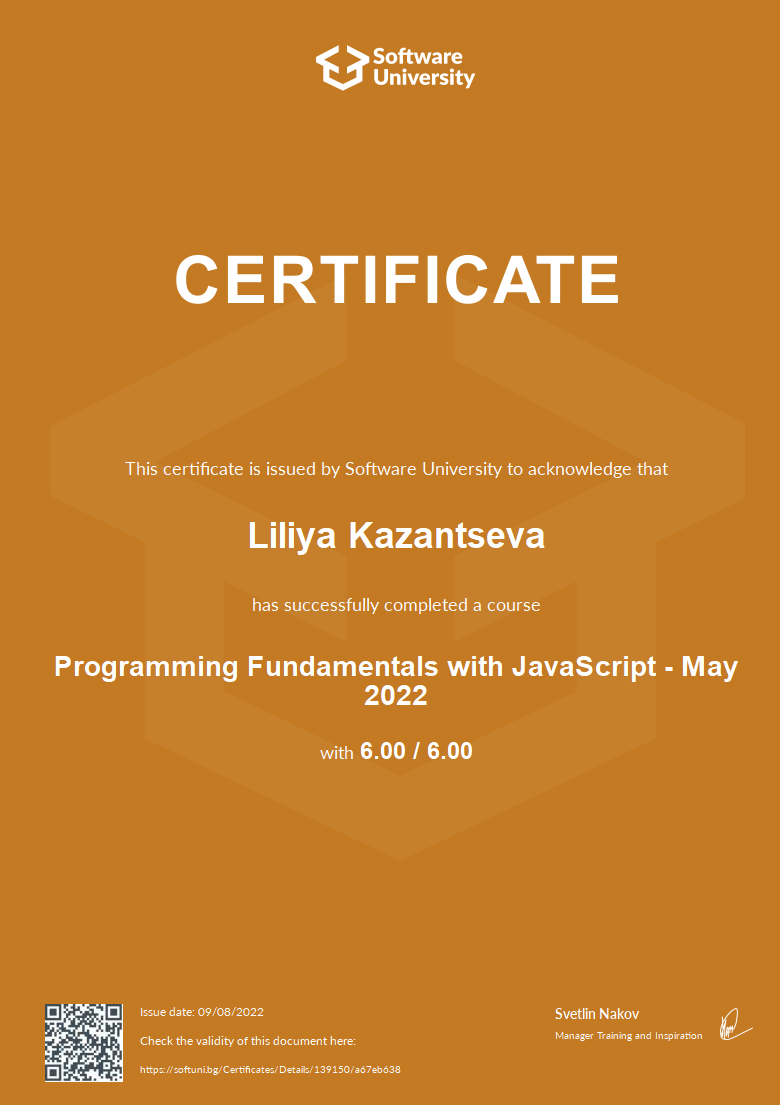 Software
University
CERTIFICATE
This certificate is issued by Software University to acknowledge that
Liliya Kazantseva
has successfully completed a course
Programming Fundamentals with JavaScript - May
2022
with 6.00 / 6.00
Issue date: 09/08/2022
Check the validity of this document here:
https://softuni.bg/Certificates/Details/139150/a67eb638
Svetlin Nakov
Manager Training and Inspiration